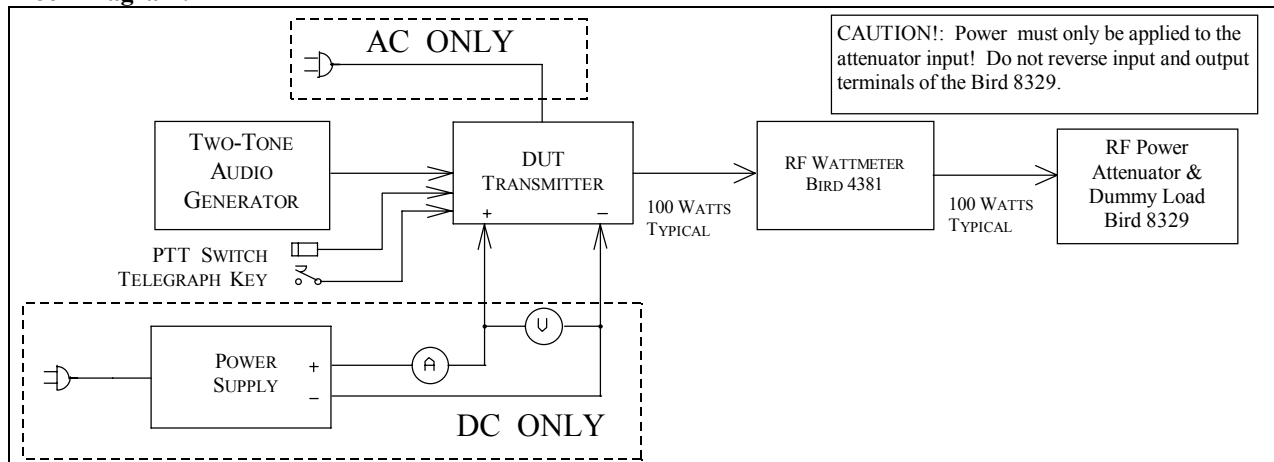 AC ONLY
CAUTION!: Power must only be applied to the
attenuator input! Do not reverse input and output
terminals of the Bird 8329.
TWO-TONE
AUDIO
GENERATOR
DUT
TRANSMITTER
+ −
RF WATTMETER
BIRD 4381
RF Power
Attenuator &
Dummy Load
Bird 8329
100 WATTS
TYPICAL
100 WATTS
TYPICAL
PTT SWITCH
TELEGRAPH KEY
V
POWER
SUPPLY
+
−
A
DC ONLY